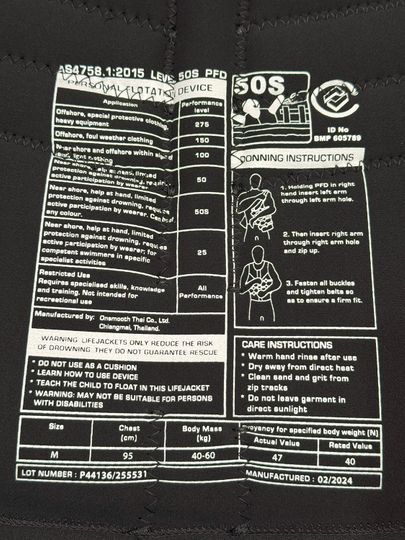 AS4758.1:2015 LEVEL 50S PFD
PERSONAL FLOTATION DEVICE
Application
Performance
level
Offshore, special protective clothing,
heavy equipment
275
Offshore, foul weather clothing
150
Near shore and offshore within sight of
land, light clothing
100
Near shore, help at hand, limited
protection against drowning, requires
active participation by wearer
50
Near shore, help at hand, limited
protection against drowning, requires
active participation by wearer. Can be
any colour.
50S
Near shore, help at hand, limited
protection against drowning, requires
active participation by wearer: for
competent swimmers in specific
specialist activities
25
Restricted Use
Requires specialised skills, knowledge
and training. Not intended for
recreational use
All
Performance
Manufactured by: Onsmooth Thai Co., Ltd.
Chiangmai, Thailand.
WARNING: LIFEJACKETS ONLY REDUCE THE RISK
OF DROWNING. THEY DO NOT GUARANTEE RESCUE
* DO NOT USE AS A CUSHION
* LEARN HOW TO USE DEVICE
* TEACH THE CHILD TO FLOAT IN THIS LIFEJACKET
* WARNING: MAY NOT BE SUITABLE FOR PERSONS
WITH DISABILITIES
50S
ID No
BMP 605789
DONNING INSTRUCTIONS
1. Holding PFD in right
hand insert left arm
through left arm hole.
2. Then insert right arm
through right arm hole
and zip up.
3. Fastan all buckles
and tighten belts so
as to ensure a firm fit.
CARE INSTRUCTIONS
* Warm hand rinse after use
* Dry away from direct heat
* Clean sand and grit from
zip tracks
* Do not leave garment in
direct sunlight
Size
Chest
(cm)
Body Mass
(kg)
Buoyency for specified body weight (N)
Actual Value
Rated Value
M
95
40-60
47
40
LOT NUMBER : P44136/255531
MANUFACTURED : 02/2024